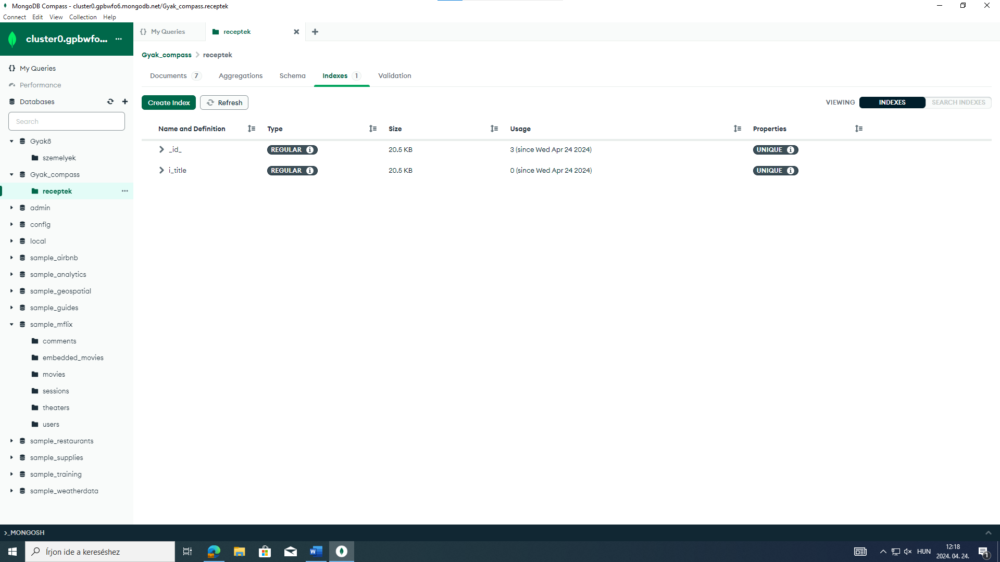 MongoDB Compass - cluster0.gpbwfo6.mongodb.net/Gyak_compass.receptek
Connect Edit View Collection Help
cluster0.gpbwfo... ...
{} My Queries
receptek
Gyak_compass > receptek
My Queries
Performance
Databases
Search
Gyak8
szemelyek
Gyak_compass
receptek ...
admin
config
local
sample_airbnb
sample_analytics
sample_geospatial
sample_guides
sample_mflix
comments
embedded_movies
movies
sessions
theaters
users
sample_restaurants
sample_supplies
sample_training
sample_weatherdata
Documents 7 Aggregations Schema Indexes 1 Validation
Create Index Refresh VIEWING INDEXES SEARCH INDEXES
Name and Definition Type Size Usage Properties
_id_ REGULAR 20.5 KB 3 (since Wed Apr 24 2024) UNIQUE
i_title REGULAR 20.5 KB 0 (since Wed Apr 24 2024) UNIQUE
>_MONGOSH
Írjon ide a kereséshez
HUN
12:18
2024. 04. 24.
1